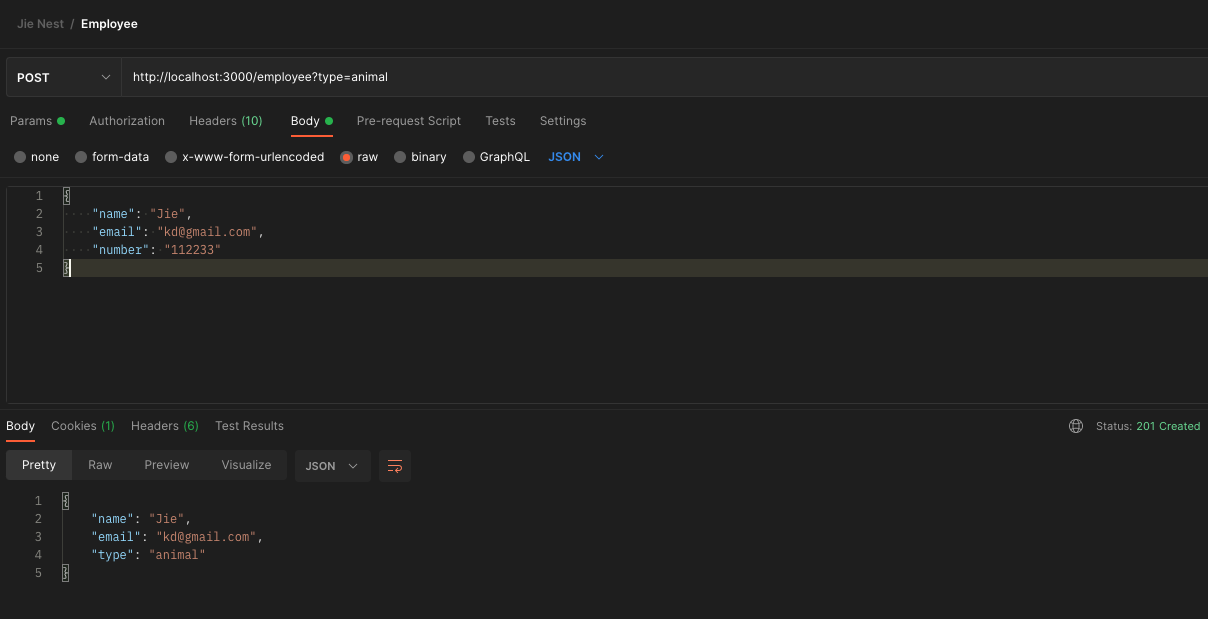 Jie Nest / Employee
POST http://localhost:3000/employee?type=animal
Params Authorization Headers (10) Body Pre-request Script Tests Settings
none form-data x-www-form-urlencoded raw binary GraphQL JSON
1 {
2 "name": "Jie",
3 "email": "kd@gmail.com",
4 "number": "112233"
5 }
Body Cookies (1) Headers (6) Test Results Status: 201 Created
Pretty Raw Preview Visualize JSON
1 {
2 "name": "Jie",
3 "email": "kd@gmail.com",
4 "type": "animal"
5 }